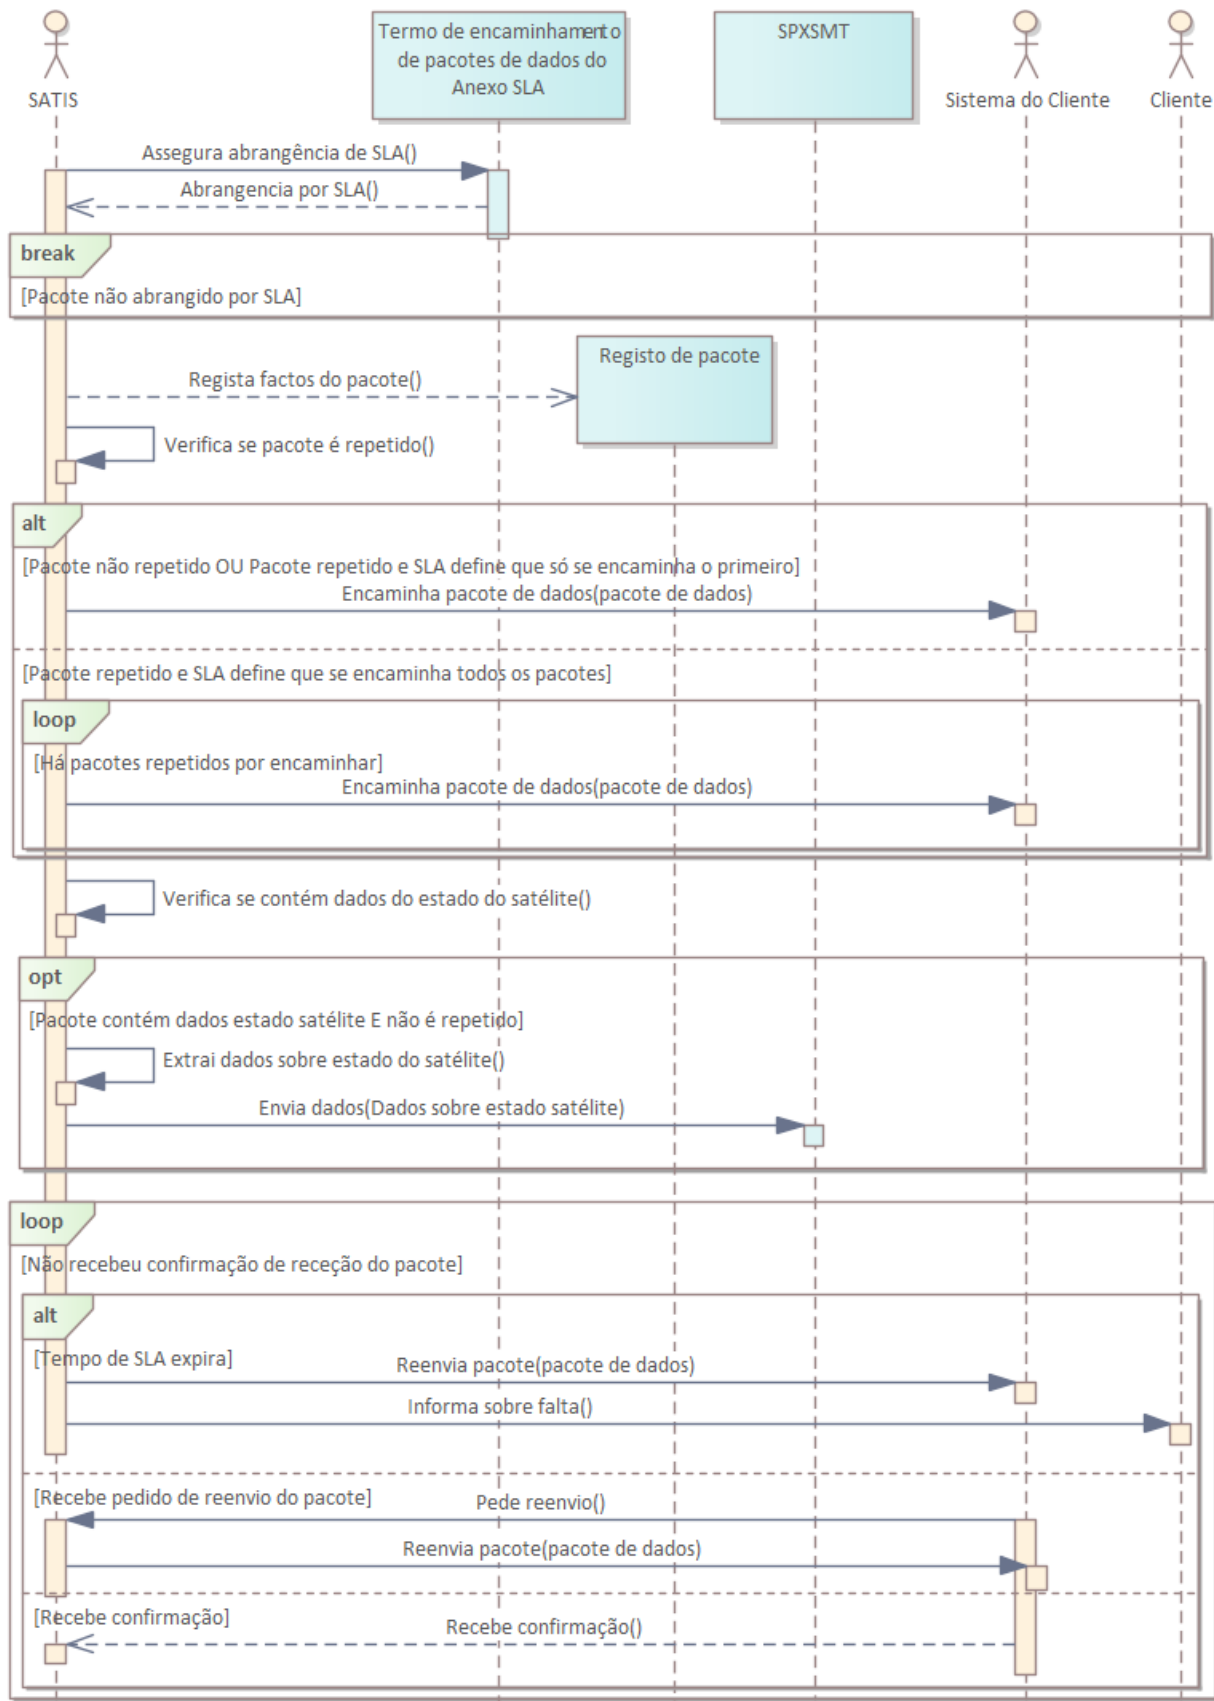 SATIS
Termo de encaminhamento
de pacotes de dados do
Anexo SLA
SPXSMT
Sistema do Cliente
Cliente
Assegura abrangência de SLA()
Abrangencia por SLA()
break
[Pacote não abrangido por SLA]
Registo de pacote
Regista factos do pacote()
Verifica se pacote é repetido()
alt
[Pacote não repetido OU Pacote repetido e SLA define que só se encaminha o primeiro]
Encaminha pacote de dados(pacote de dados)
[Pacote repetido e SLA define que se encaminha todos os pacotes]
loop
[Há pacotes repetidos por encaminhar]
Encaminha pacote de dados(pacote de dados)
Verifica se contém dados do estado do satélite()
opt
[Pacote contém dados estado satélite E não é repetido]
Extrai dados sobre estado do satélite()
Envia dados(Dados sobre estado satélite)
loop
[Não recebeu confirmação de receção do pacote]
alt
[Tempo de SLA expira]
Reenvia pacote(pacote de dados)
Informa sobre falta()
[Recebe pedido de reenvio do pacote]
Pede reenvio()
Reenvia pacote(pacote de dados)
[Recebe confirmação]
Recebe confirmação()